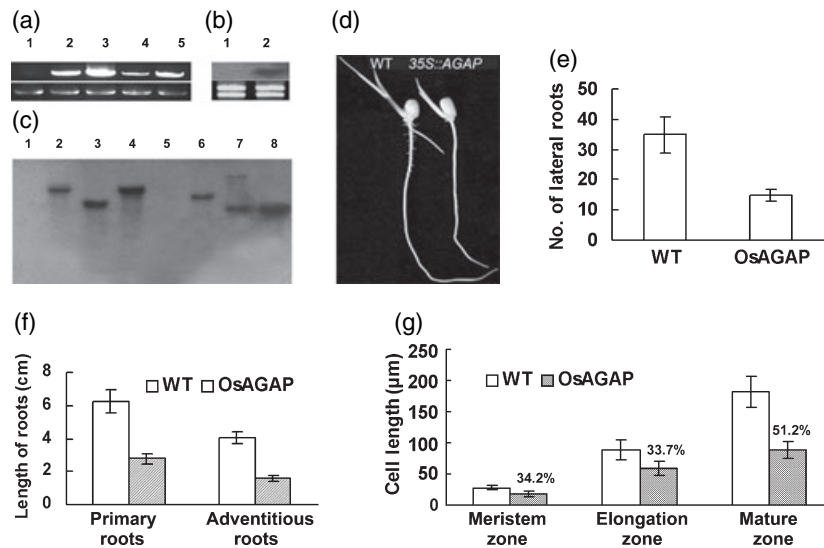 (a)
1 2 3 4 5
(b)
1 2
(c)
1 2 3 4 5 6 7 8
(d)
WT 35S::AGAP
(e)
No. of lateral roots
50
40
30
20
10
0
WT OsAGAP
(f)
Length of roots (cm)
8
6
4
2
0
WT OsAGAP
Primary roots
Adventitious roots
(g)
Cell length (µm)
250
200
150
100
50
0
WT OsAGAP
34.2%
33.7%
51.2%
Meristem zone
Elongation zone
Mature zone